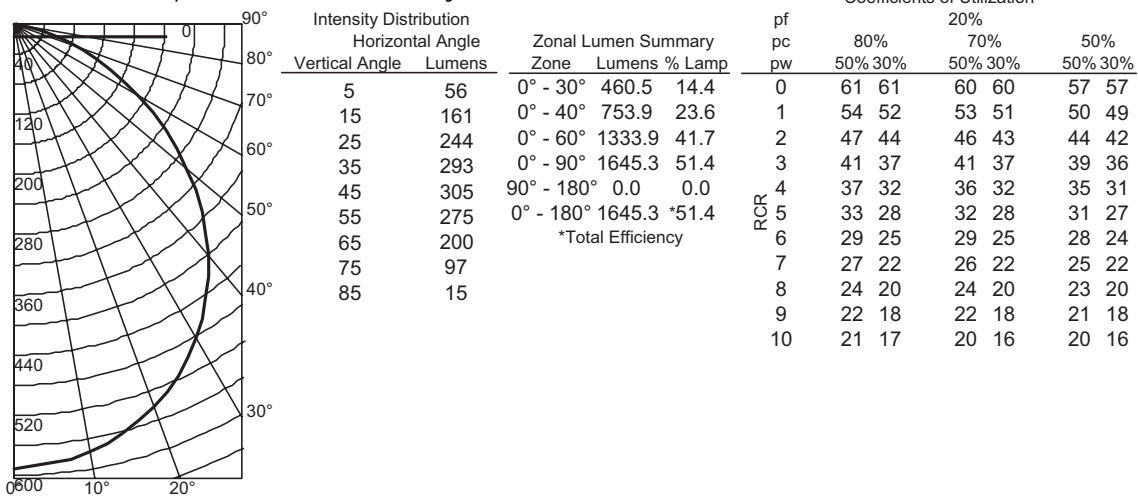 90°
80°
70°
60°
50°
40°
30°
0
40
120
200
280
360
440
520
600
0° 10° 20°
Intensity Distribution
Horizontal Angle
Vertical Angle Lumens
5 56
15 161
25 244
35 293
45 305
55 275
65 200
75 97
85 15
Zonal Lumen Summary
Zone Lumens % Lamp
0° - 30° 460.5 14.4
0° - 40° 753.9 23.6
0° - 60° 1333.9 41.7
0° - 90° 1645.3 51.4
90° - 180° 0.0 0.0
0° - 180° 1645.3 *51.4
*Total Efficiency
pf 20%
pc 80% 70% 50%
pw 50% 30% 50% 30% 50% 30%
RCR
0 61 61 60 60 57 57
1 54 52 53 51 50 49
2 47 44 46 43 44 42
3 41 37 41 37 39 36
4 37 32 36 32 35 31
5 33 28 32 28 31 27
6 29 25 29 25 28 24
7 27 22 26 22 25 22
8 24 20 24 20 23 20
9 22 18 22 18 21 18
10 21 17 20 16 20 16